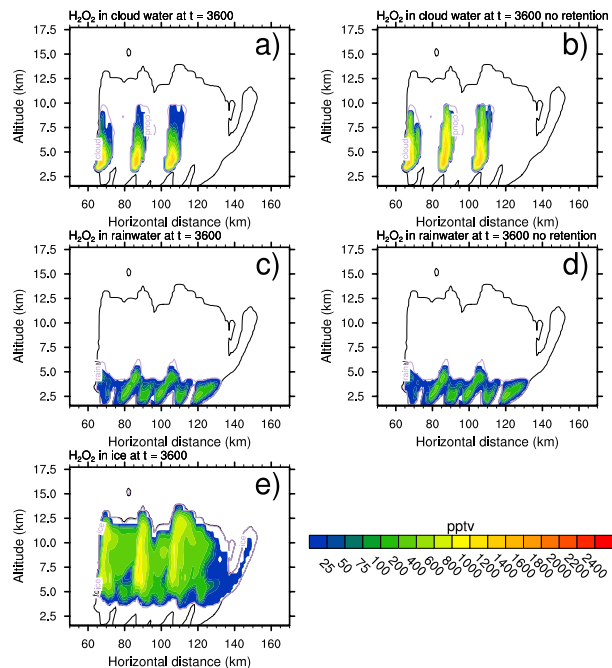 H₂O₂ in cloud water at t = 3600
a)
Altitude (km)
17.5
15.0
12.5
10.0
7.5
5.0
2.5
cloud
cloud
60 80 100 120 140 160
Horizontal distance (km)
H₂O₂ in cloud water at t = 3600 no retention
b)
Altitude (km)
17.5
15.0
12.5
10.0
7.5
5.0
2.5
cloud
cloud
60 80 100 120 140 160
Horizontal distance (km)
H₂O₂ in rainwater at t = 3600
c)
Altitude (km)
17.5
15.0
12.5
10.0
7.5
5.0
2.5
rain
60 80 100 120 140 160
Horizontal distance (km)
H₂O₂ in rainwater at t = 3600 no retention
d)
Altitude (km)
17.5
15.0
12.5
10.0
7.5
5.0
2.5
rain
60 80 100 120 140 160
Horizontal distance (km)
H₂O₂ in ice at t = 3600
e)
Altitude (km)
17.5
15.0
12.5
10.0
7.5
5.0
2.5
ice
ice
ice
60 80 100 120 140 160
Horizontal distance (km)
pptv
25 50 75 100 200 400 600 800 1000 1200 1400 1600 1800 2000 2200 2400